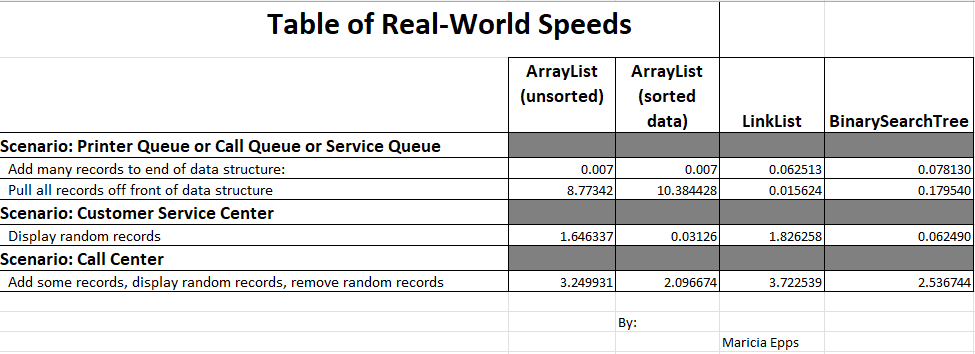 Table of Real-World Speeds
ArrayList (unsorted) ArrayList (sorted data) LinkList BinarySearchTree
Scenario: Printer Queue or Call Queue or Service Queue
Add many records to end of data structure: 0.007 0.007 0.062513 0.078130
Pull all records off front of data structure 8.77342 10.384428 0.015624 0.179540
Scenario: Customer Service Center
Display random records 1.646337 0.03126 1.826258 0.062490
Scenario: Call Center
Add some records, display random records, remove random records 3.249931 2.096674 3.722539 2.536744
By:
Maricia Epps